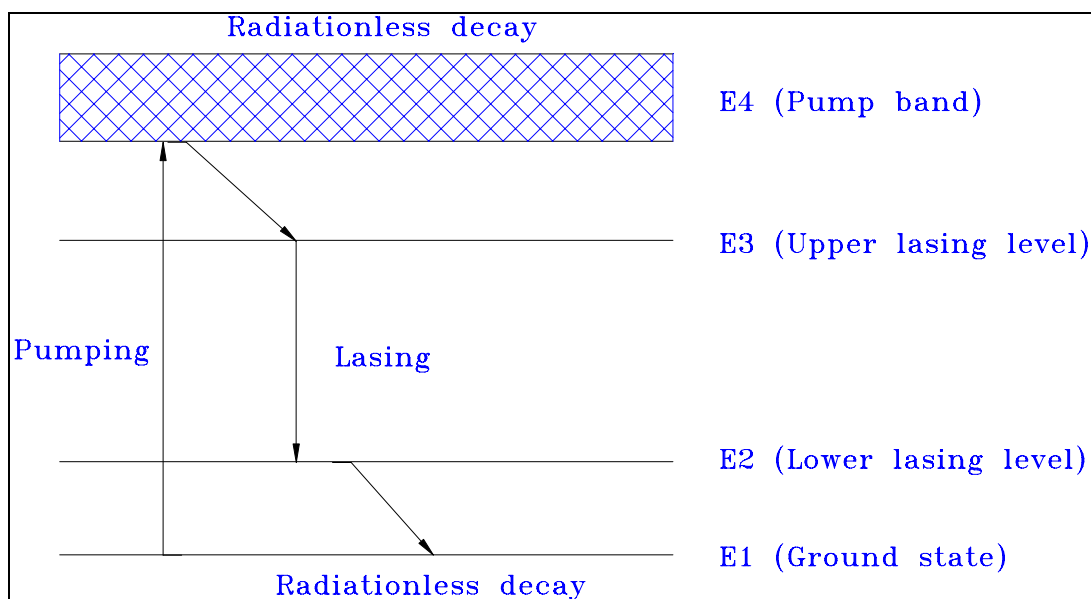 Radiationless decay
E4 (Pump band)
E3 (Upper lasing level)
Pumping
Lasing
E2 (Lower lasing level)
E1 (Ground state)
Radiationless decay